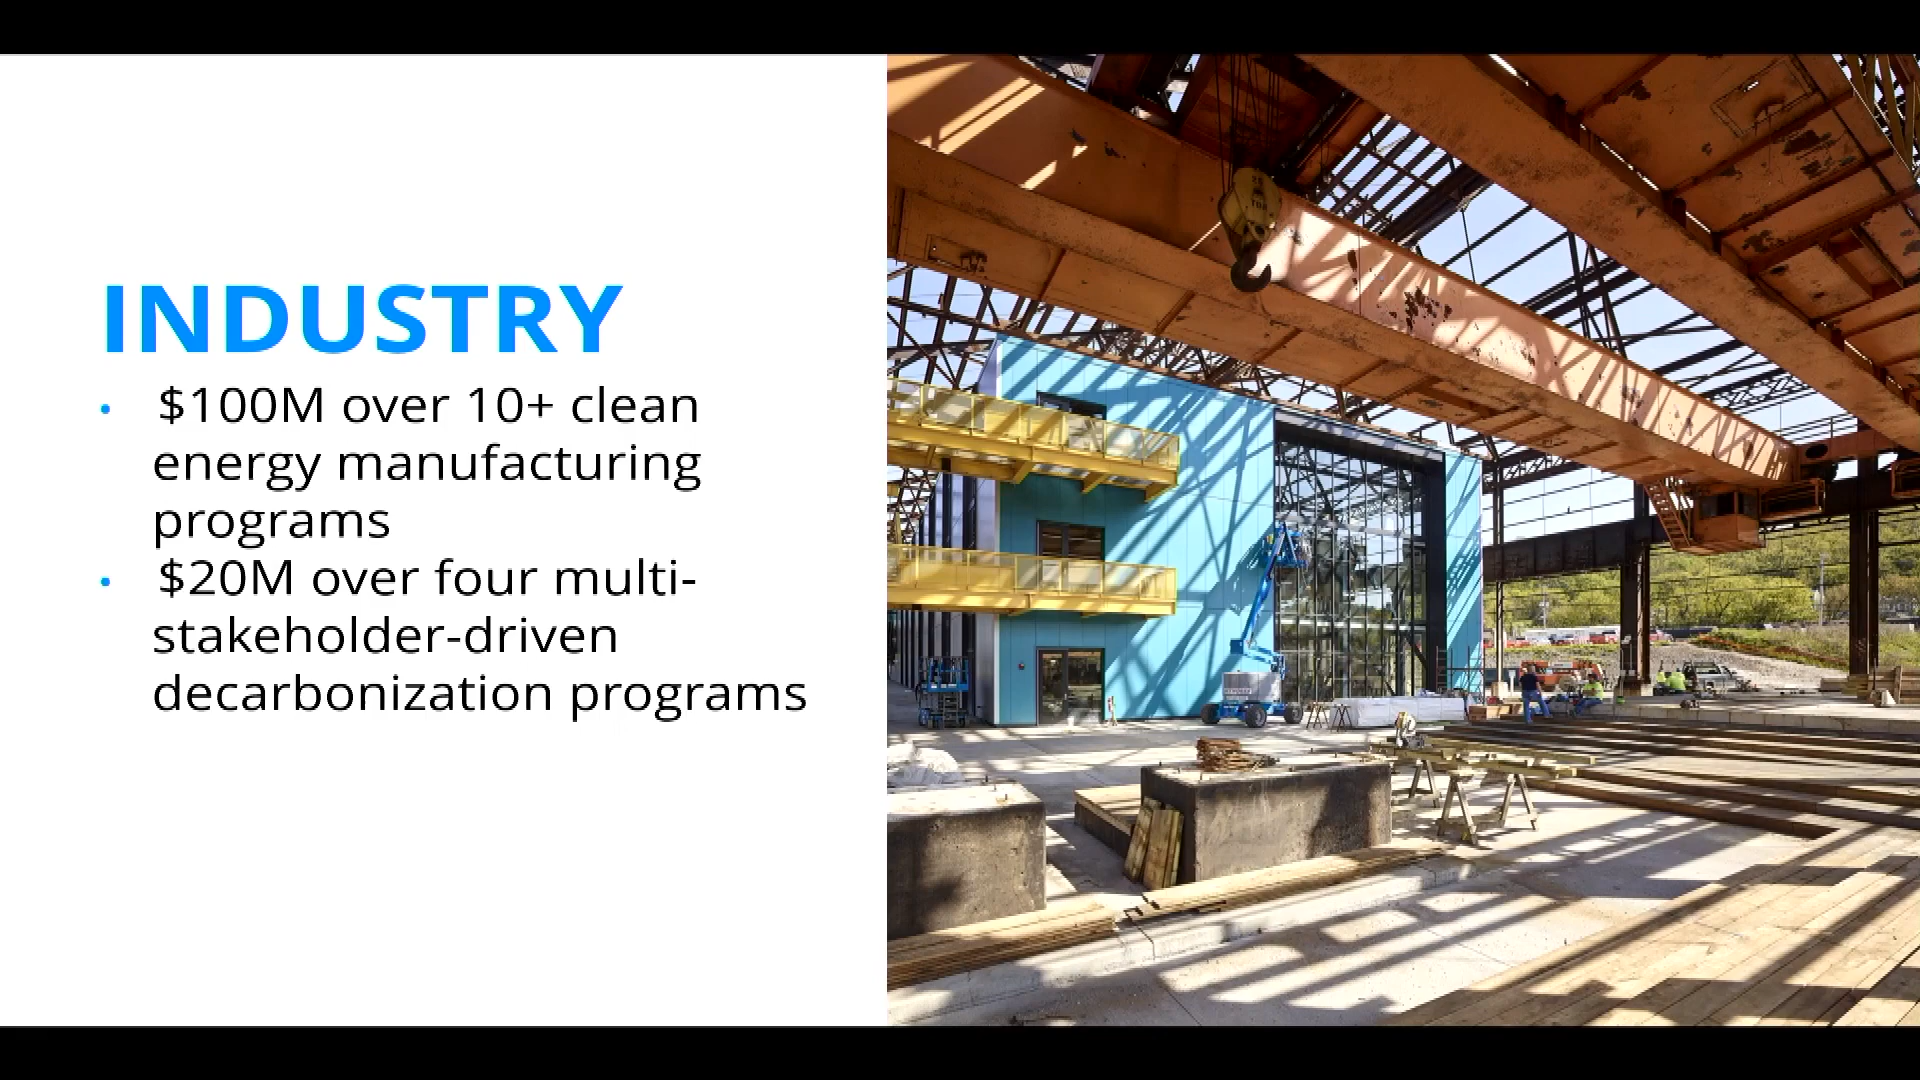 INDUSTRY
• $100M over 10+ clean
energy manufacturing
programs
• $20M over four multi-
stakeholder-driven
decarbonization programs